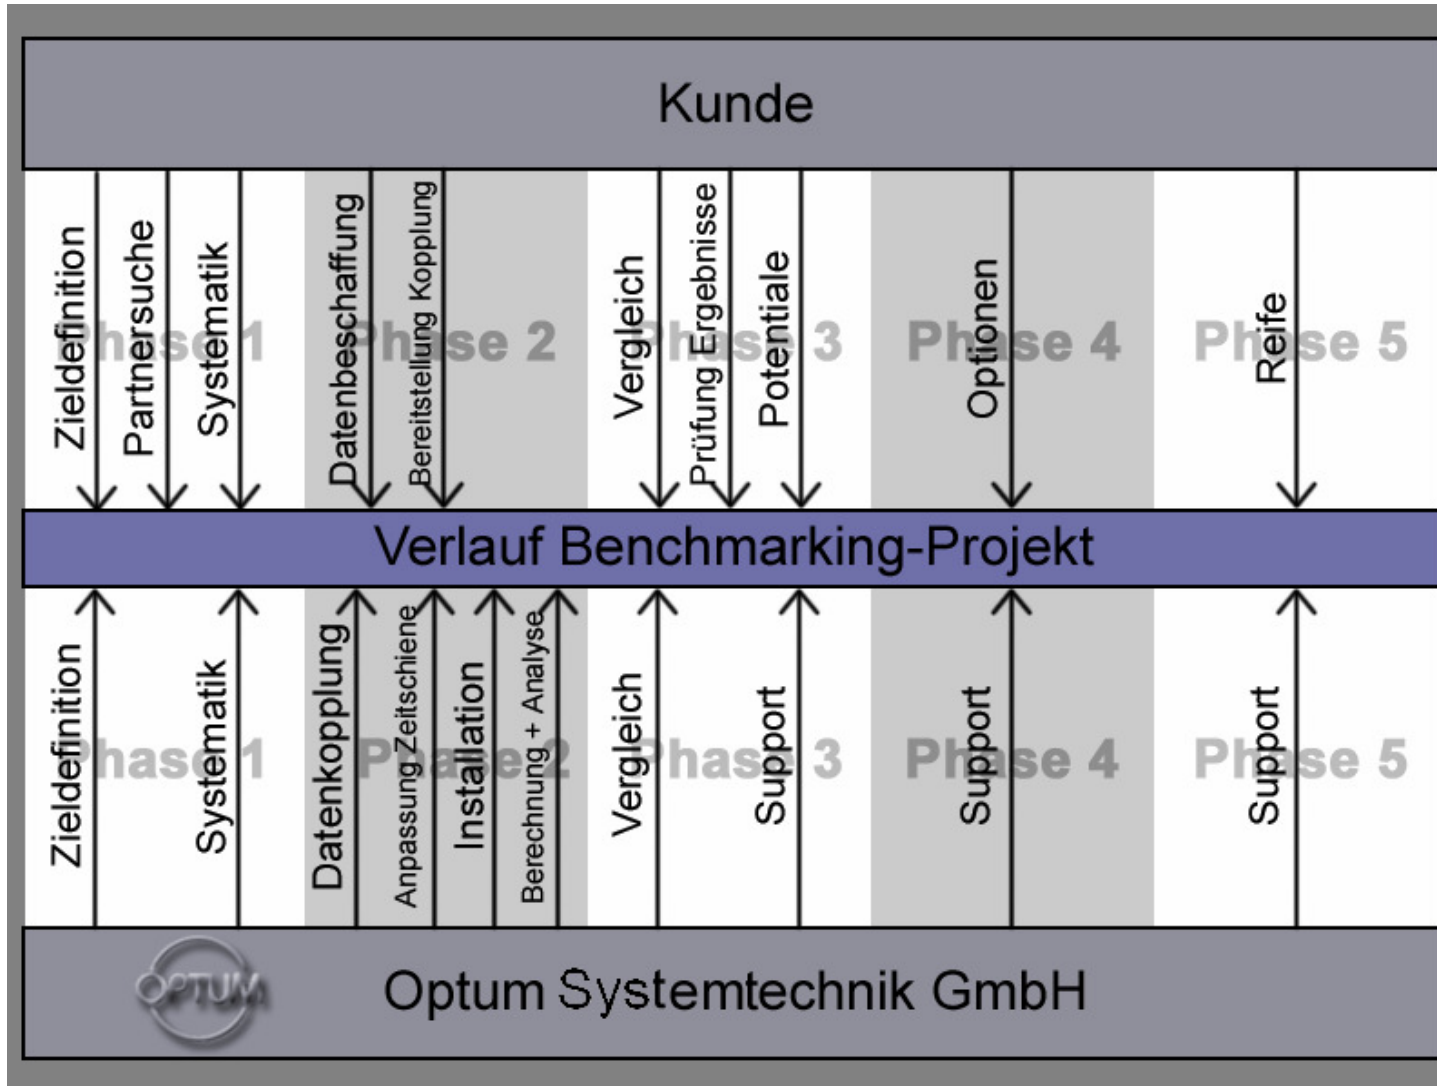 Kunde
Zieldefinition
Partnersuche
Systematik
Phase 1
Datenbeschaffung
Bereitstellung Kopplung
Phase 2
Vergleich
Prüfung Ergebnisse
Potentiale
Phase 3
Optionen
Phase 4
Reife
Phase 5
Verlauf Benchmarking-Projekt
Zieldefinition
Systematik
Phase 1
Datenkopplung
Anpassung Zeitschiene
Installation
Berechnung + Analyse
Phase 2
Vergleich
Support
Phase 3
Support
Phase 4
Support
Phase 5
OPTUM
Optum Systemtechnik GmbH